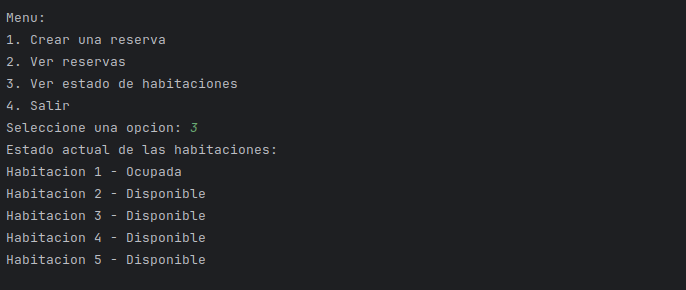 Menu:
1. Crear una reserva
2. Ver reservas
3. Ver estado de habitaciones
4. Salir
Seleccione una opcion: 3
Estado actual de las habitaciones:
Habitacion 1 - Ocupada
Habitacion 2 - Disponible
Habitacion 3 - Disponible
Habitacion 4 - Disponible
Habitacion 5 - Disponible